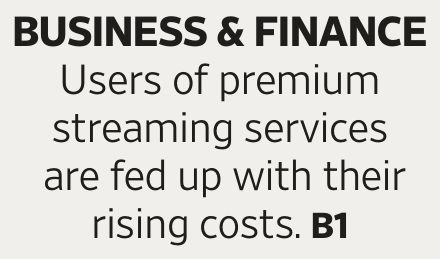 BUSINESS & FINANCE
Users of premium
streaming services
are fed up with their
rising costs. B1